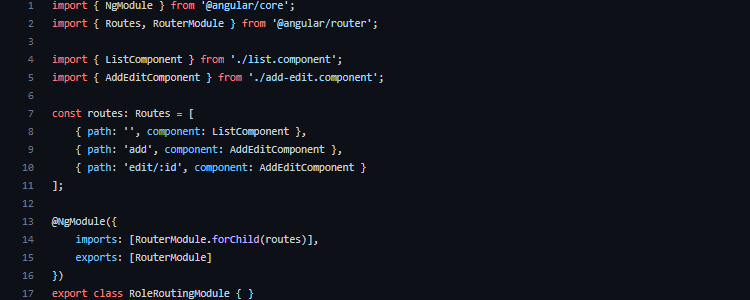 1 import { NgModule } from '@angular/core';
2 import { Routes, RouterModule } from '@angular/router';
3
4 import { ListComponent } from './list.component';
5 import { AddEditComponent } from './add-edit.component';
6
7 const routes: Routes = [
8     { path: '', component: ListComponent },
9     { path: 'add', component: AddEditComponent },
10     { path: 'edit/:id', component: AddEditComponent }
11 ];
12
13 @NgModule({
14     imports: [RouterModule.forChild(routes)],
15     exports: [RouterModule]
16 })
17 export class RoleRoutingModule { }